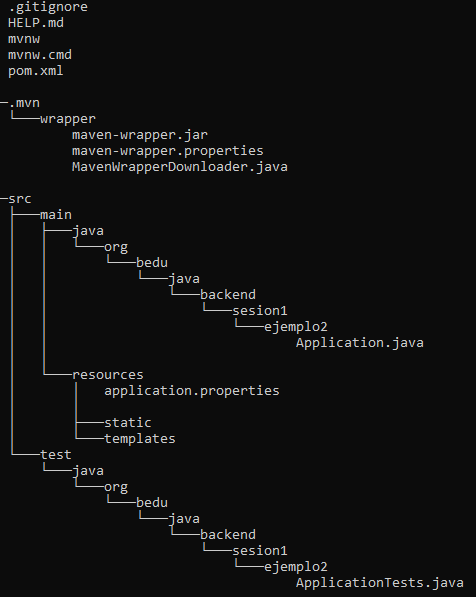 .gitignore
HELP.md
mvnw
mvnw.cmd
pom.xml
.mvn
wrapper
maven-wrapper.jar
maven-wrapper.properties
MavenWrapperDownloader.java
src
main
java
org
bedu
java
backend
sesion1
ejemplo2
Application.java
resources
application.properties
static
templates
test
java
org
bedu
java
backend
sesion1
ejemplo2
ApplicationTests.java